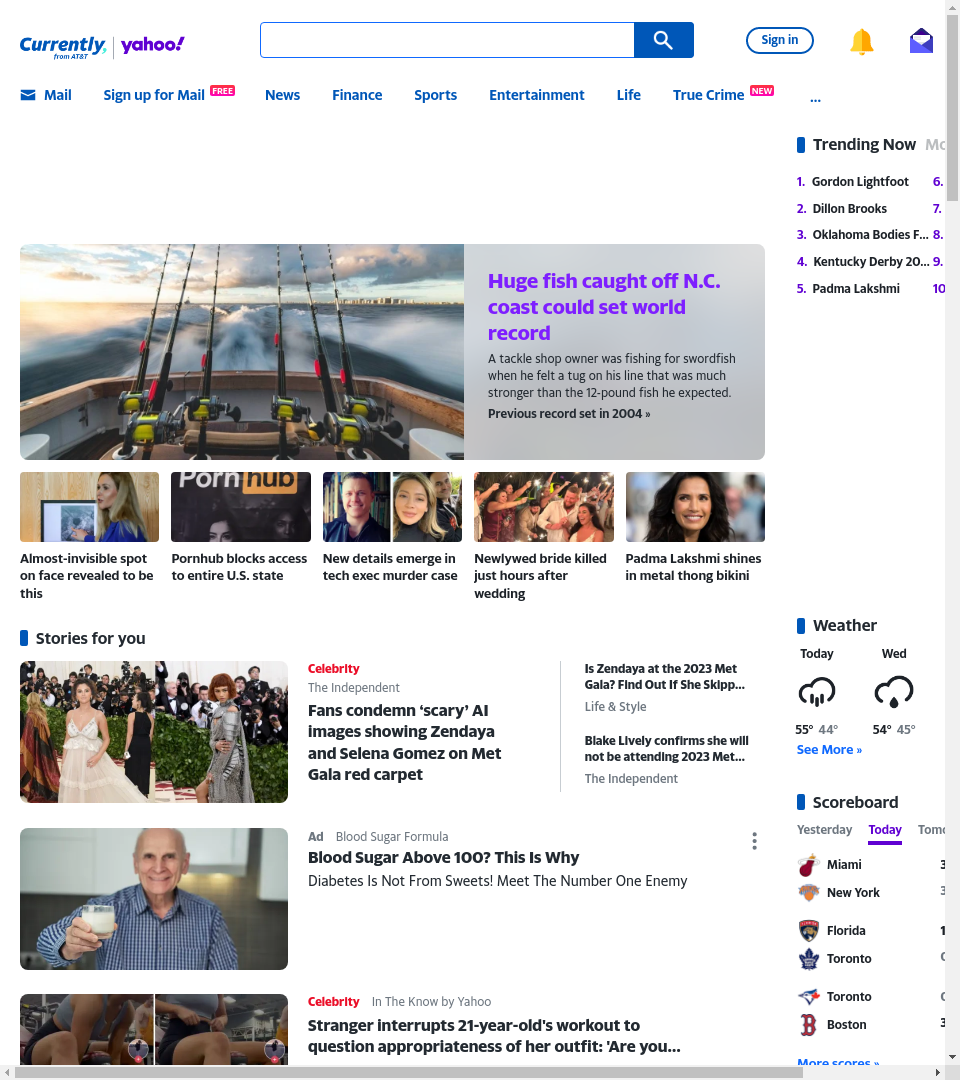 Currently,
from AT&T
yahoo!
Sign in
Mail
Sign up for Mail FREE
News
Finance
Sports
Entertainment
Life
True Crime NEW
...
Trending Now
Mo
1. Gordon Lightfoot
6.
2. Dillon Brooks
7.
3. Oklahoma Bodies F...
8.
4. Kentucky Derby 20...
9.
5. Padma Lakshmi
10
Huge fish caught off N.C.
coast could set world
record
A tackle shop owner was fishing for swordfish
when he felt a tug on his line that was much
stronger than the 12-pound fish he expected.
Previous record set in 2004 »
Porn hub
Almost-invisible spot
on face revealed to be
this
Pornhub blocks access
to entire U.S. state
New details emerge in
tech exec murder case
Newlywed bride killed
just hours after
wedding
Padma Lakshmi shines
in metal thong bikini
Stories for you
Celebrity
The Independent
Fans condemn ‘scary’ AI
images showing Zendaya
and Selena Gomez on Met
Gala red carpet
Is Zendaya at the 2023 Met
Gala? Find Out If She Skipp...
Life & Style
Blake Lively confirms she will
not be attending 2023 Met...
The Independent
Ad Blood Sugar Formula
Blood Sugar Above 100? This Is Why
Diabetes Is Not From Sweets! Meet The Number One Enemy
Celebrity In The Know by Yahoo
Stranger interrupts 21-year-old's workout to
question appropriateness of her outfit: 'Are you...
Weather
Today
Wed
55° 44°
54° 45°
See More »
Scoreboard
Yesterday
Today
Tomo
Miami
3
New York
3
Florida
1
Toronto
0
Toronto
0
Boston
3
More scores »